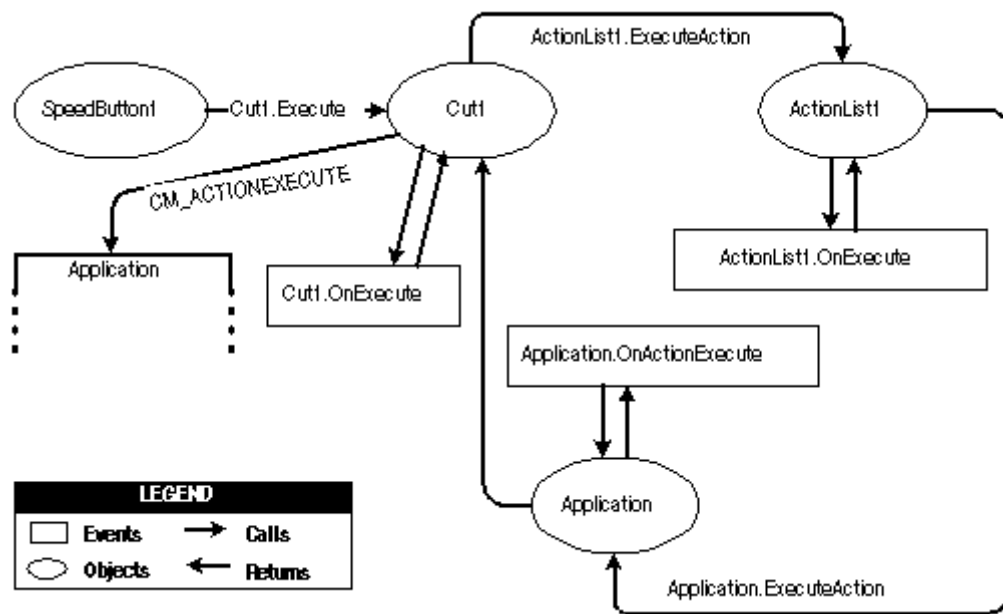 ActionList1.ExecuteAction
SpeedButton1
Cut1.Execute
Cut1
ActionList1
CM_ACTIONEXECUTE
Application
Cut1.OnExecute
ActionList1.OnExecute
Application.OnActionExecute
Application
Application.ExecuteAction
LEGEND
Events
Calls
Objects
Returns